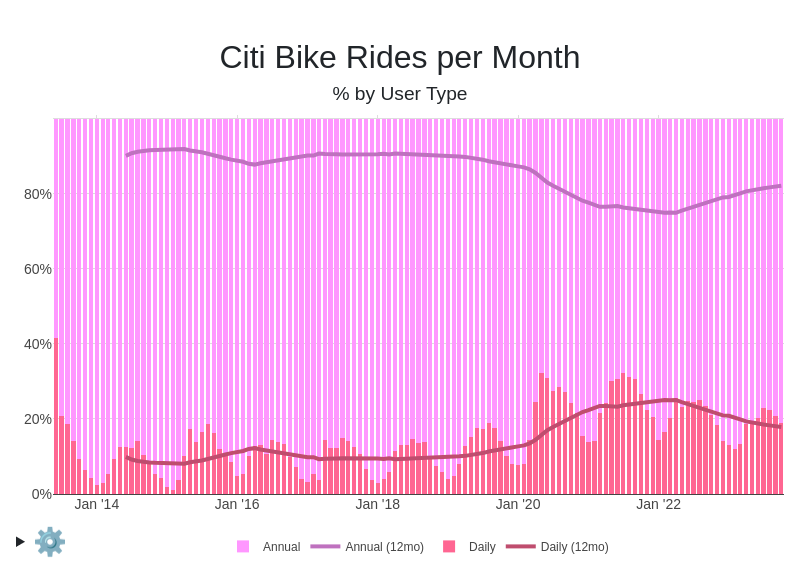 Citi Bike Rides per Month
% by User Type
80%
60%
40%
20%
0%
Jan '14 Jan '16 Jan '18 Jan '20 Jan '22
Annual Annual (12mo) Daily Daily (12mo)